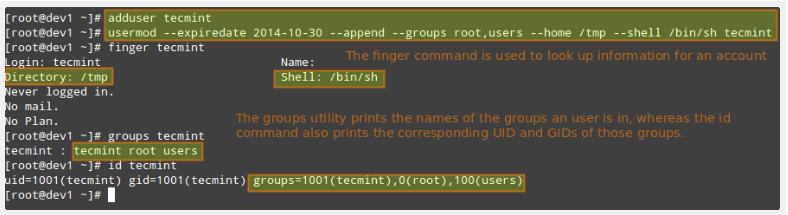 [root@dev1 ~]# adduser tecmint
[root@dev1 ~]# usermod --expiredate 2014-10-30 --append --groups root,users --home /tmp --shell /bin/sh tecmint
[root@dev1 ~]# finger tecmint
The finger command is used to look up information for an account
Login: tecmint Name:
Directory: /tmp Shell: /bin/sh
Never logged in.
No mail.
No Plan.
The groups utility prints the names of the groups an user is in, whereas the id
command also prints the corresponding UID and GIDs of those groups.
[root@dev1 ~]# groups tecmint
tecmint : tecmint root users
[root@dev1 ~]# id tecmint
uid=1001(tecmint) gid=1001(tecmint) groups=1001(tecmint),0(root),100(users)
[root@dev1 ~]#